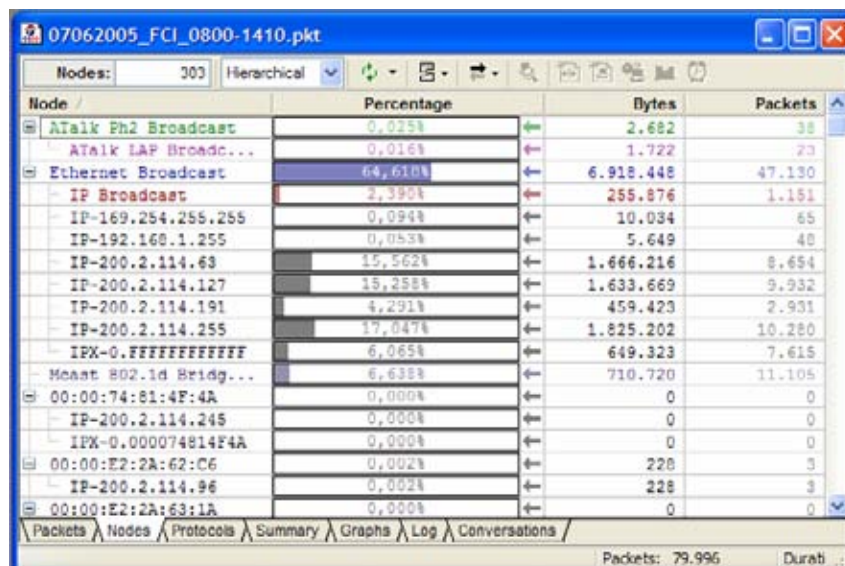 07062005_FCI_0800-1410.pkt
Nodes: 303 Hierarchical
Node / Percentage Bytes Packets
ATalk Ph2 Broadcast 0,025% 2.682 38
ATalk LAP Broadc... 0,016% 1.722 23
Ethernet Broadcast 64,618% 6.918.448 47.130
IP Broadcast 2,390% 255.876 1.151
IP-169.254.255.255 0,094% 10.034 65
IP-192.168.1.255 0,053% 5.649 48
IP-200.2.114.63 15,562% 1.666.216 8.654
IP-200.2.114.127 15,258% 1.633.669 9.932
IP-200.2.114.191 4,291% 459.423 2.931
IP-200.2.114.255 17,047% 1.825.202 10.280
IPX-0.FFFFFFFFFFFF 6,065% 649.323 7.615
Mcast 802.1d Bridg... 6,638% 710.720 11.105
00:00:74:81:4F:4A 0,000% 0 0
IP-200.2.114.245 0,000% 0 0
IPX-0.000074814F4A 0,000% 0 0
00:00:E2:2A:62:C6 0,002% 228 3
IP-200.2.114.96 0,002% 228 3
00:00:E2:2A:63:1A 0,000% 0 0
Packets Nodes Protocols Summary Graphs Log Conversations
Packets: 79.996 Durati